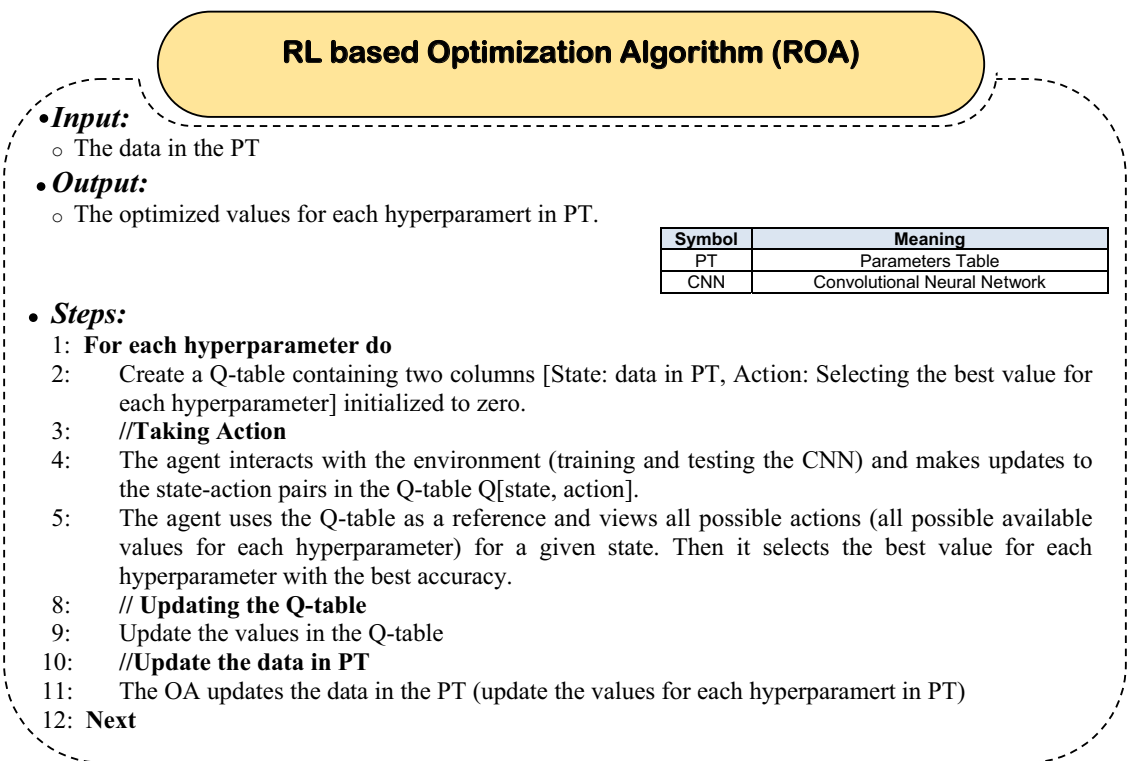 RL based Optimization Algorithm (ROA)
•Input:
○ The data in the PT
• Output:
○ The optimized values for each hyperparamert in PT.
Symbol Meaning
PT Parameters Table
CNN Convolutional Neural Network
• Steps:
1: For each hyperparameter do
2: Create a Q-table containing two columns [State: data in PT, Action: Selecting the best value for
each hyperparameter] initialized to zero.
3: //Taking Action
4: The agent interacts with the environment (training and testing the CNN) and makes updates to
the state-action pairs in the Q-table Q[state, action].
5: The agent uses the Q-table as a reference and views all possible actions (all possible available
values for each hyperparameter) for a given state. Then it selects the best value for each
hyperparameter with the best accuracy.
8: // Updating the Q-table
9: Update the values in the Q-table
10: //Update the data in PT
11: The OA updates the data in the PT (update the values for each hyperparamert in PT)
12: Next